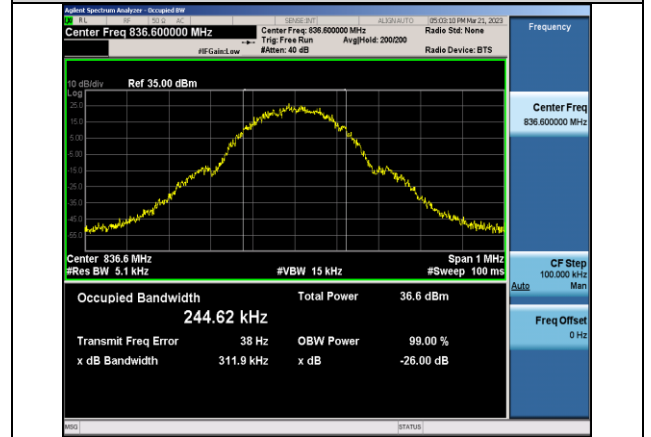 Agilent Spectrum Analyzer - Occupied BW
RL RF 50 Ω AC SENSE:INT ALIGNAUTO 05:03:10 PM Mar 21, 2023
Center Freq 836.600000 MHz Center Freq: 836.600000 MHz Radio Std: None
Trig: Free Run Avg|Hold: 200/200
#IFGain:Low #Atten: 40 dB Radio Device: BTS
Frequency
10 dB/div Ref 35.00 dBm
Log
25.0
15.0
5.00
-5.00
-15.0
-25.0
-35.0
-45.0
-55.0
Center 836.6 MHz Span 1 MHz
#Res BW 5.1 kHz #VBW 15 kHz #Sweep 100 ms
Occupied Bandwidth Total Power 36.6 dBm
244.62 kHz
Transmit Freq Error 38 Hz OBW Power 99.00 %
x dB Bandwidth 311.9 kHz x dB -26.00 dB
Center Freq
836.600000 MHz
CF Step
100.000 kHz
Auto Man
Freq Offset
0 Hz
MSG STATUS